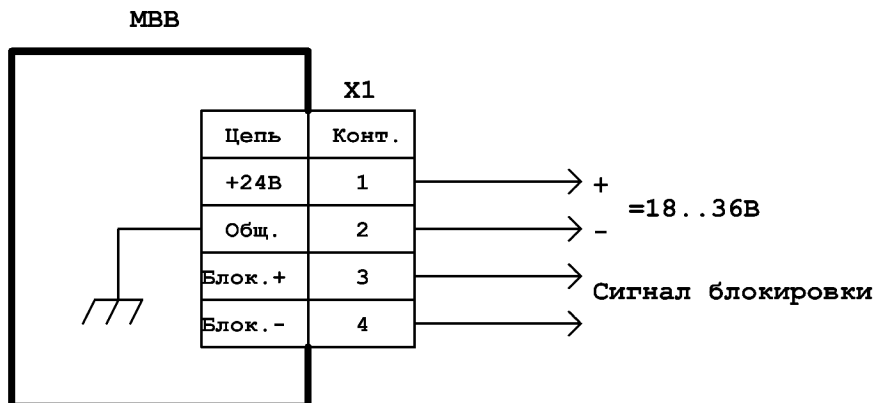 МВВ
X1
Цепь Конт.
+24В 1 +
=18..36В
Общ. 2 -
Блок.+ 3
Сигнал блокировки
Блок.- 4